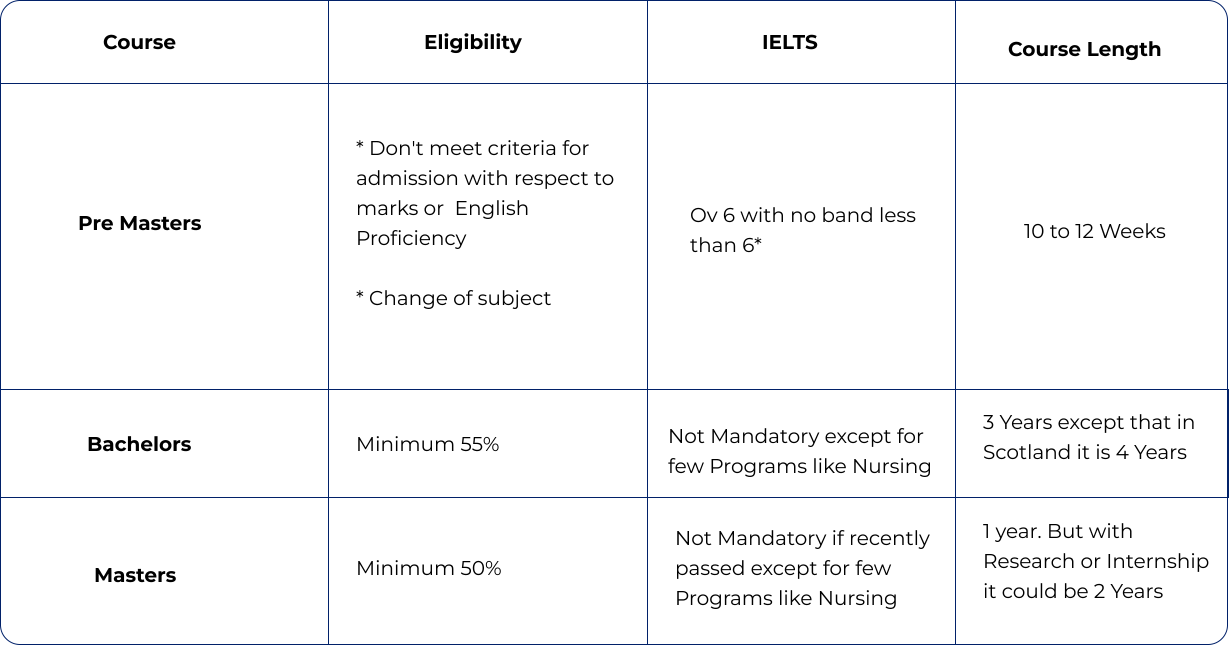 Course
Eligibility
IELTS
Course Length
Pre Masters
* Don't meet criteria for
admission with respect to
marks or  English
Proficiency
* Change of subject
Ov 6 with no band less
than 6*
10 to 12 Weeks
Bachelors
Minimum 55%
Not Mandatory except for
few Programs like Nursing
3 Years except that in
Scotland it is 4 Years
Masters
Minimum 50%
Not Mandatory if recently
passed except for few
Programs like Nursing
1 year. But with
Research or Internship
it could be 2 Years